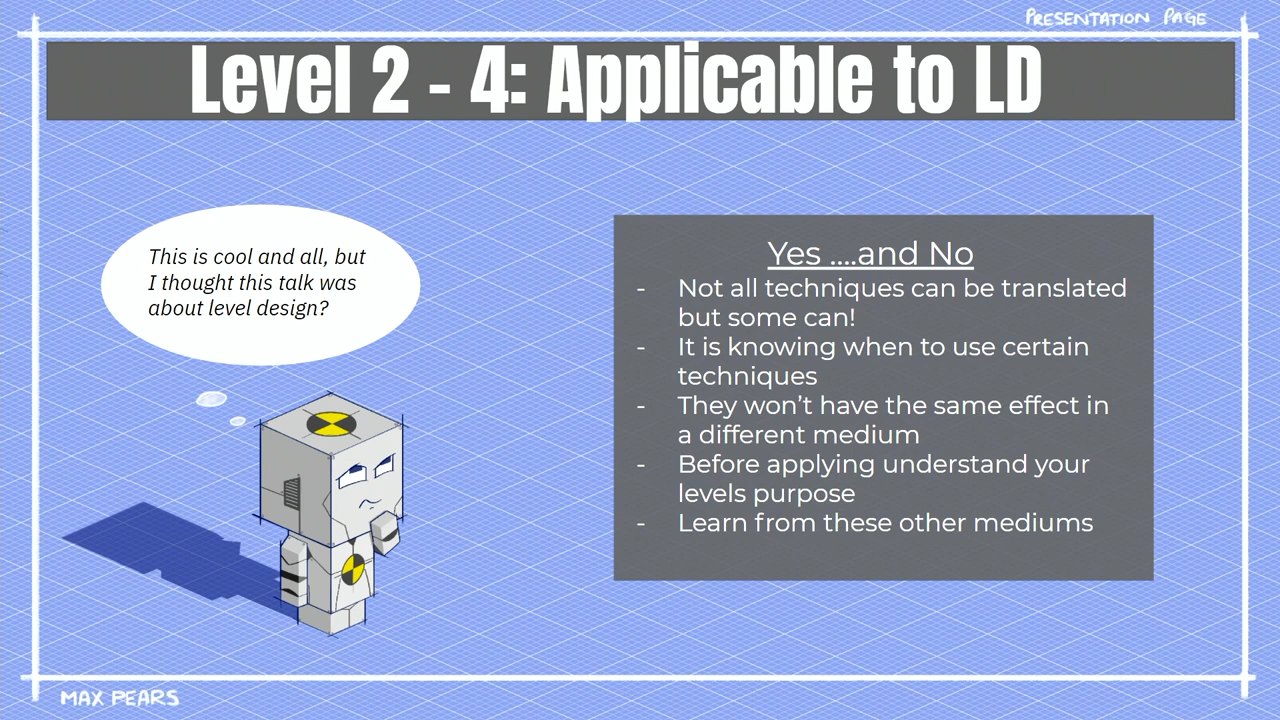 PRESENTATION PAGE
Level 2 - 4: Applicable to LD
This is cool and all, but
I thought this talk was
about level design?
Yes ....and No
- Not all techniques can be translated
but some can!
- It is knowing when to use certain
techniques
- They won’t have the same effect in
a different medium
- Before applying understand your
levels purpose
- Learn from these other mediums
MAX PEARS